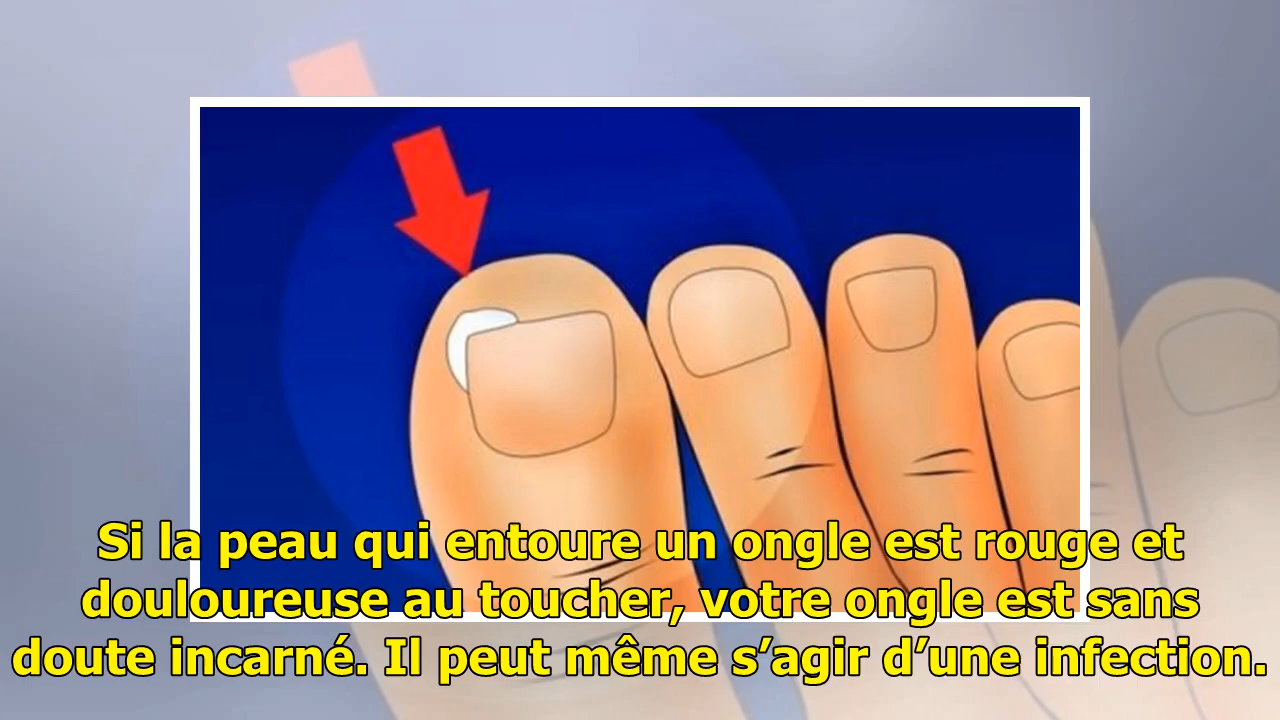 Si la peau qui entoure un ongle est rouge et
douloureuse au toucher, votre ongle est sans
doute incarné. Il peut même s’agir d’une infection.